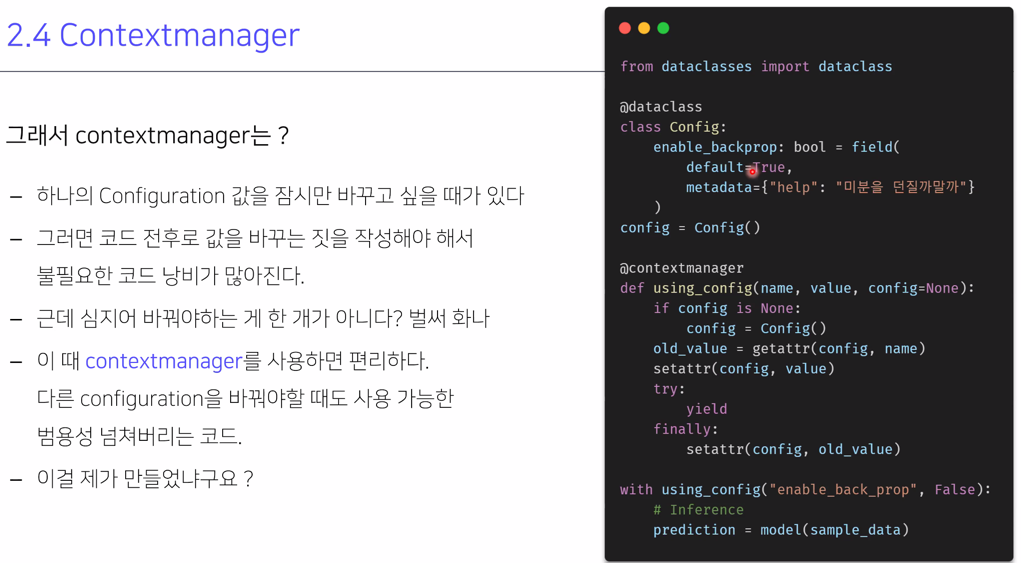 2.4 Contextmanager
그래서 contextmanager는 ?
– 하나의 Configuration 값을 잠시만 바꾸고 싶을 때가 있다
– 그러면 코드 전후로 값을 바꾸는 짓을 작성해야 해서
불필요한 코드 낭비가 많아진다.
– 근데 심지어 바꿔야하는 게 한 개가 아니다? 벌써 화나
– 이 때 contextmanager를 사용하면 편리하다.
다른 configuration을 바꿔야할 때도 사용 가능한
범용성 넘쳐버리는 코드.
– 이걸 제가 만들었냐구요 ?
from dataclasses import dataclass
@dataclass
class Config:
    enable_backprop: bool = field(
        default=True,
        metadata={"help": "미분을 던질까말까"}
    )
config = Config()
@contextmanager
def using_config(name, value, config=None):
    if config is None:
        config = Config()
    old_value = getattr(config, name)
    setattr(config, value)
    try:
        yield
    finally:
        setattr(config, old_value)
with using_config("enable_back_prop", False):
    # Inference
    prediction = model(sample_data)